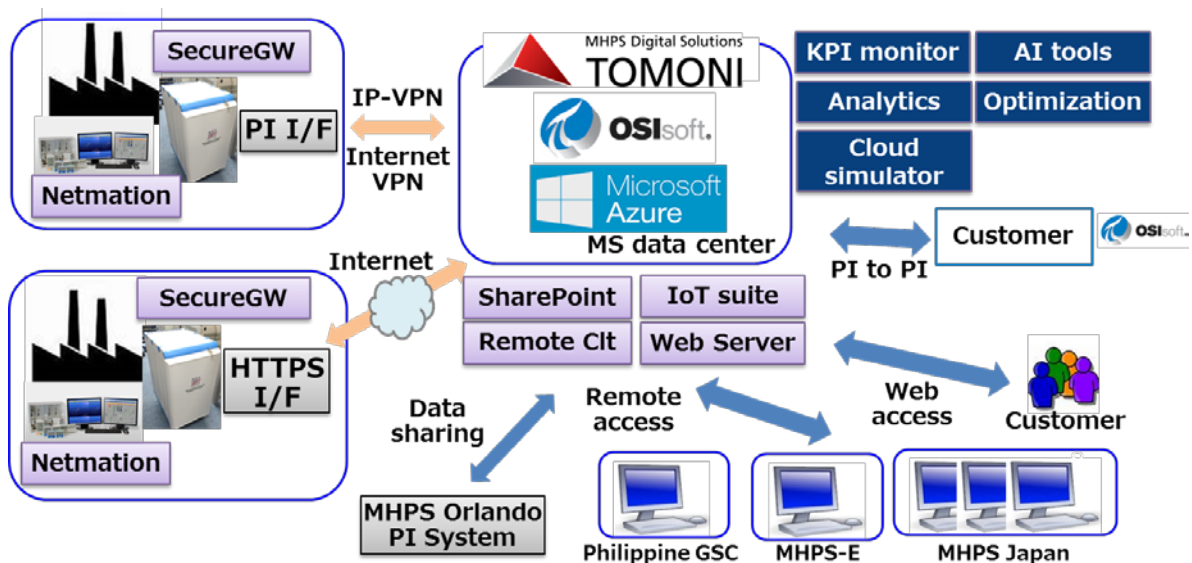 SecureGW
PI I/F
Netmation
IP-VPN
Internet
VPN
MHPS Digital Solutions
TOMONI
OSIsoft.
Microsoft
Azure
MS data center
KPI monitor
AI tools
Analytics
Optimization
Cloud
simulator
Customer
OSIsoft.
PI to PI
Internet
SecureGW
HTTPS
I/F
Netmation
SharePoint
IoT suite
Remote Clt
Web Server
Data
sharing
Remote
access
Web
access
Customer
MHPS Orlando
PI System
Philippine GSC
MHPS-E
MHPS Japan